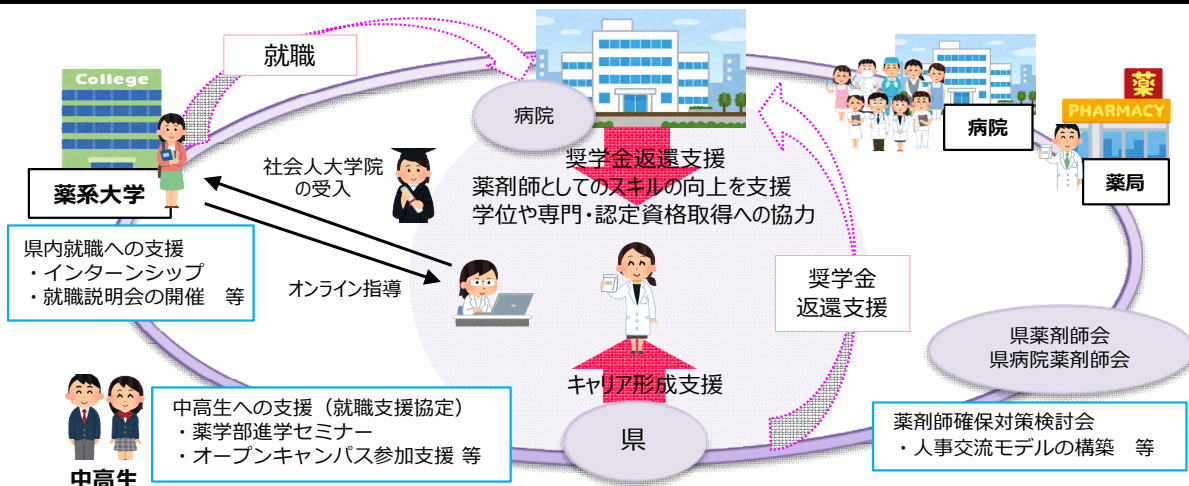 就職
College
病院
病院
薬
PHARMACY
薬局
社会人大学院
の受入
薬系大学
奨学金返還支援
薬剤師としてのスキルの向上を支援
学位や専門・認定資格取得への協力
県内就職への支援
・インターンシップ
・就職説明会の開催　等
オンライン指導
奨学金
返還支援
県薬剤師会
県病院薬剤師会
キャリア形成支援
県
中高生
中高生への支援（就職支援協定）
・薬学部進学セミナー
・オープンキャンパス参加支援 等
薬剤師確保対策検討会
・人事交流モデルの構築　等